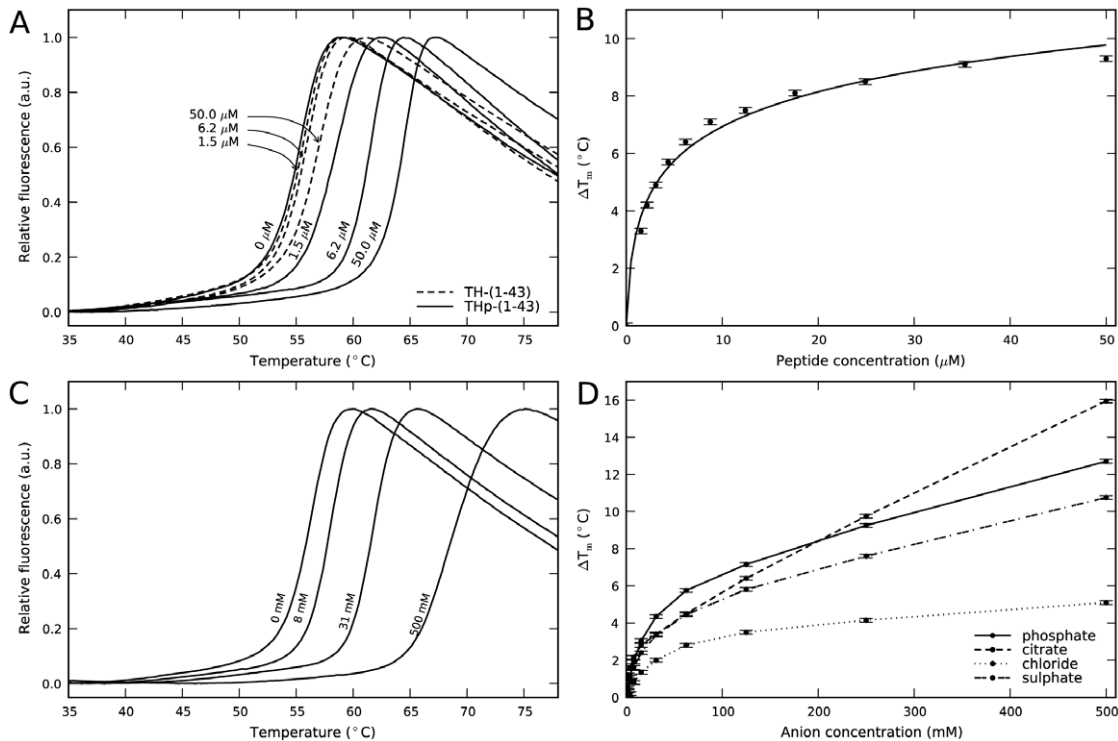 A
1.0
0.8
0.6
0.4
0.2
0.0
Relative fluorescence (a.u.)
50.0 μM
6.2 μM
1.5 μM
0 μM
1.5 μM
6.2 μM
50.0 μM
TH-(1-43)
THp-(1-43)
35 40 45 50 55 60 65 70 75
Temperature (°C)
B
10
8
6
4
2
0
ΔTm (°C)
0 10 20 30 40 50
Peptide concentration (μM)
C
1.0
0.8
0.6
0.4
0.2
0.0
Relative fluorescence (a.u.)
0 mM
8 mM
31 mM
500 mM
35 40 45 50 55 60 65 70 75
Temperature (°C)
D
16
14
12
10
8
6
4
2
0
ΔTm (°C)
phosphate
citrate
chloride
sulphate
0 100 200 300 400 500
Anion concentration (mM)